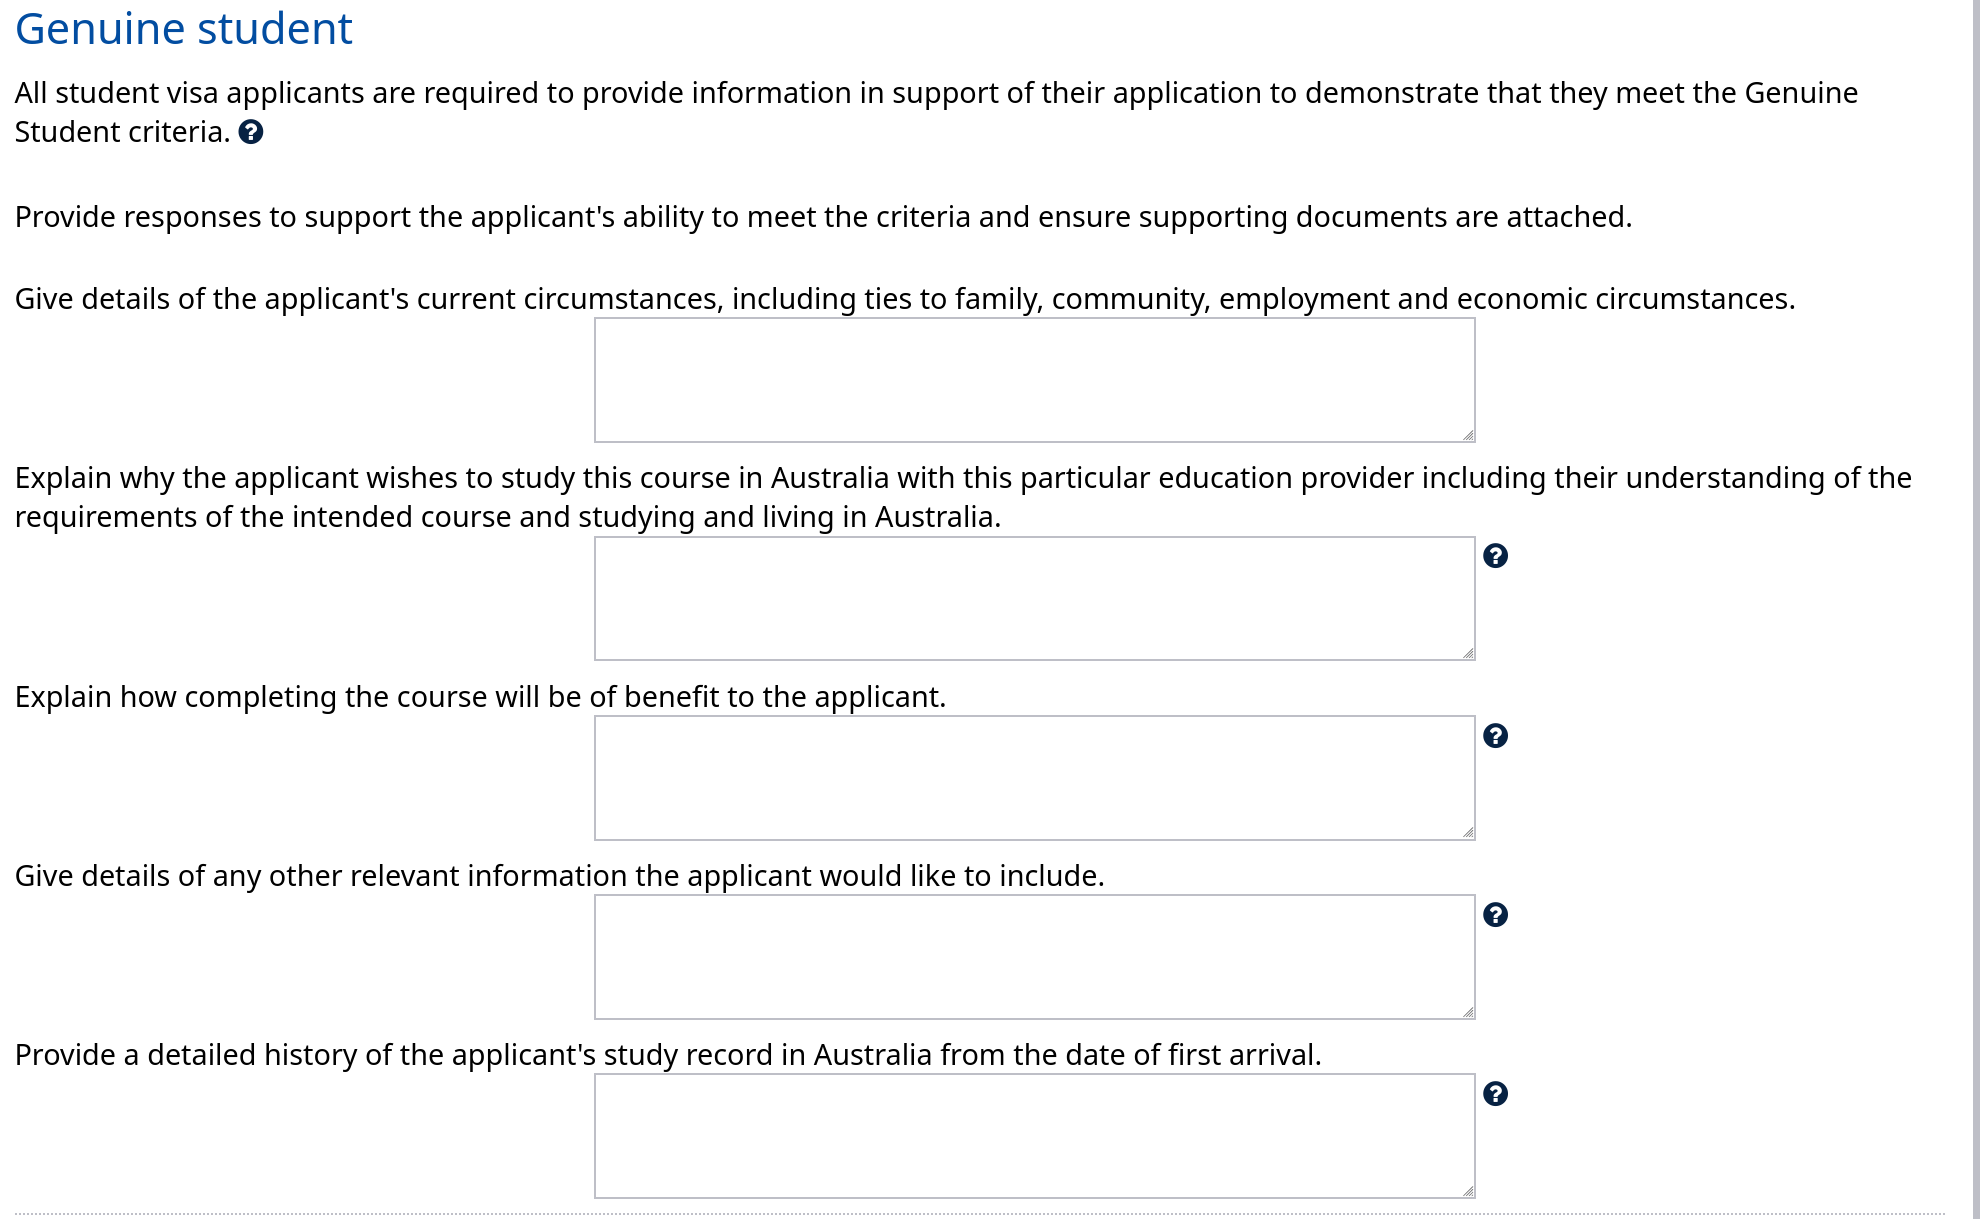 Genuine student
All student visa applicants are required to provide information in support of their application to demonstrate that they meet the Genuine
Student criteria. ?
Provide responses to support the applicant's ability to meet the criteria and ensure supporting documents are attached.
Give details of the applicant's current circumstances, including ties to family, community, employment and economic circumstances.
Explain why the applicant wishes to study this course in Australia with this particular education provider including their understanding of the
requirements of the intended course and studying and living in Australia.
?
Explain how completing the course will be of benefit to the applicant.
?
Give details of any other relevant information the applicant would like to include.
?
Provide a detailed history of the applicant's study record in Australia from the date of first arrival.
?